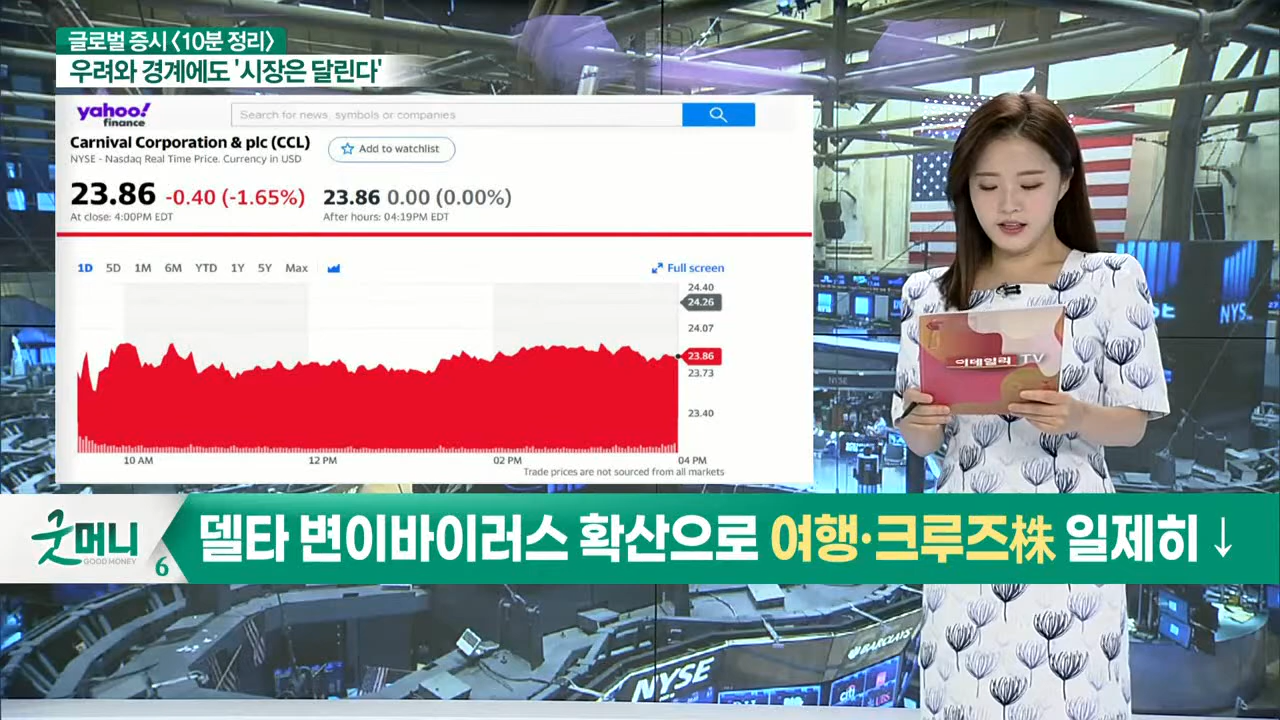 글로벌 증시 <10분 정리>
우려와 경계에도 '시장은 달린다'
yahoo!
finance
Search for news, symbols or companies
Carnival Corporation & plc (CCL)
Add to watchlist
NYSE - Nasdaq Real Time Price. Currency in USD
23.86 -0.40 (-1.65%) 23.86 0.00 (0.00%)
At close: 4:00PM EDT After hours: 04:19PM EDT
1D 5D 1M 6M YTD 1Y 5Y Max Full screen
24.40
24.26
24.07
23.86
23.73
23.40
10 AM 12 PM 02 PM 04 PM
Trade prices are not sourced from all markets
이데일리 TV
NYS
NYSE
굿머니
GOOD MONEY
6
델타 변이바이러스 확산으로 여행·크루즈株 일제히 ↓
NYSE
BARCLAYS
citi